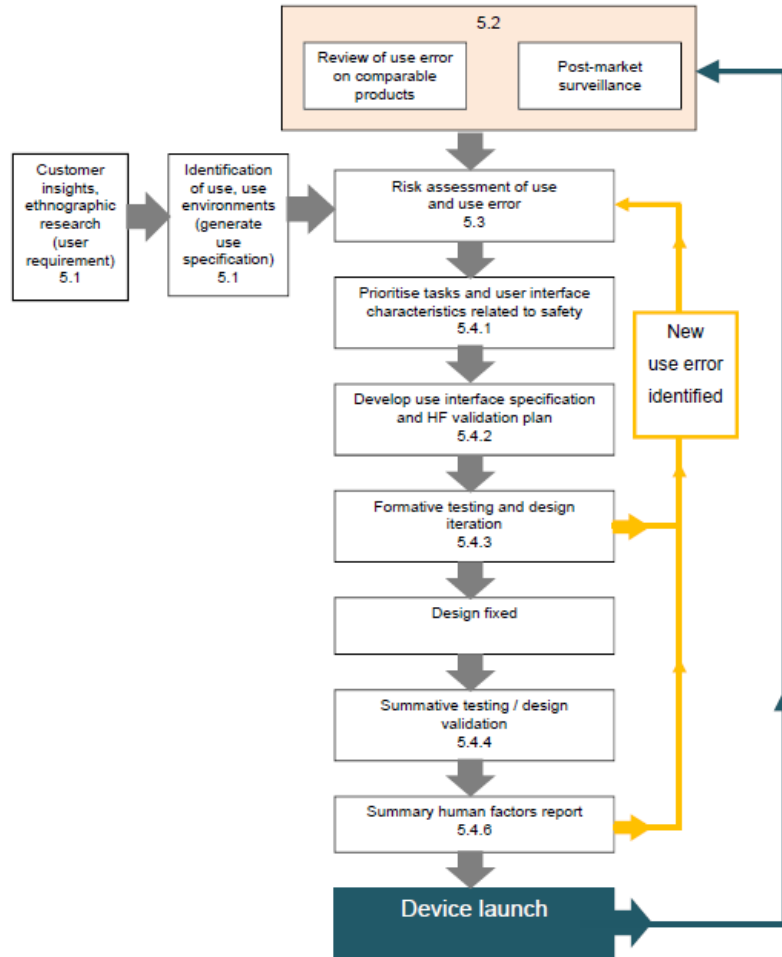 5.2
Review of use error
on comparable
products
Post-market
surveillance
Customer
insights,
ethnographic
research
(user
requirement)
5.1
Identification
of use, use
environments
(generate
use
specification)
5.1
Risk assessment of use
and use error
5.3
Prioritise tasks and user interface
characteristics related to safety
5.4.1
New
use error
identified
Develop use interface specification
and HF validation plan
5.4.2
Formative testing and design
iteration
5.4.3
Design fixed
Summative testing / design
validation
5.4.4
Summary human factors report
5.4.6
Device launch